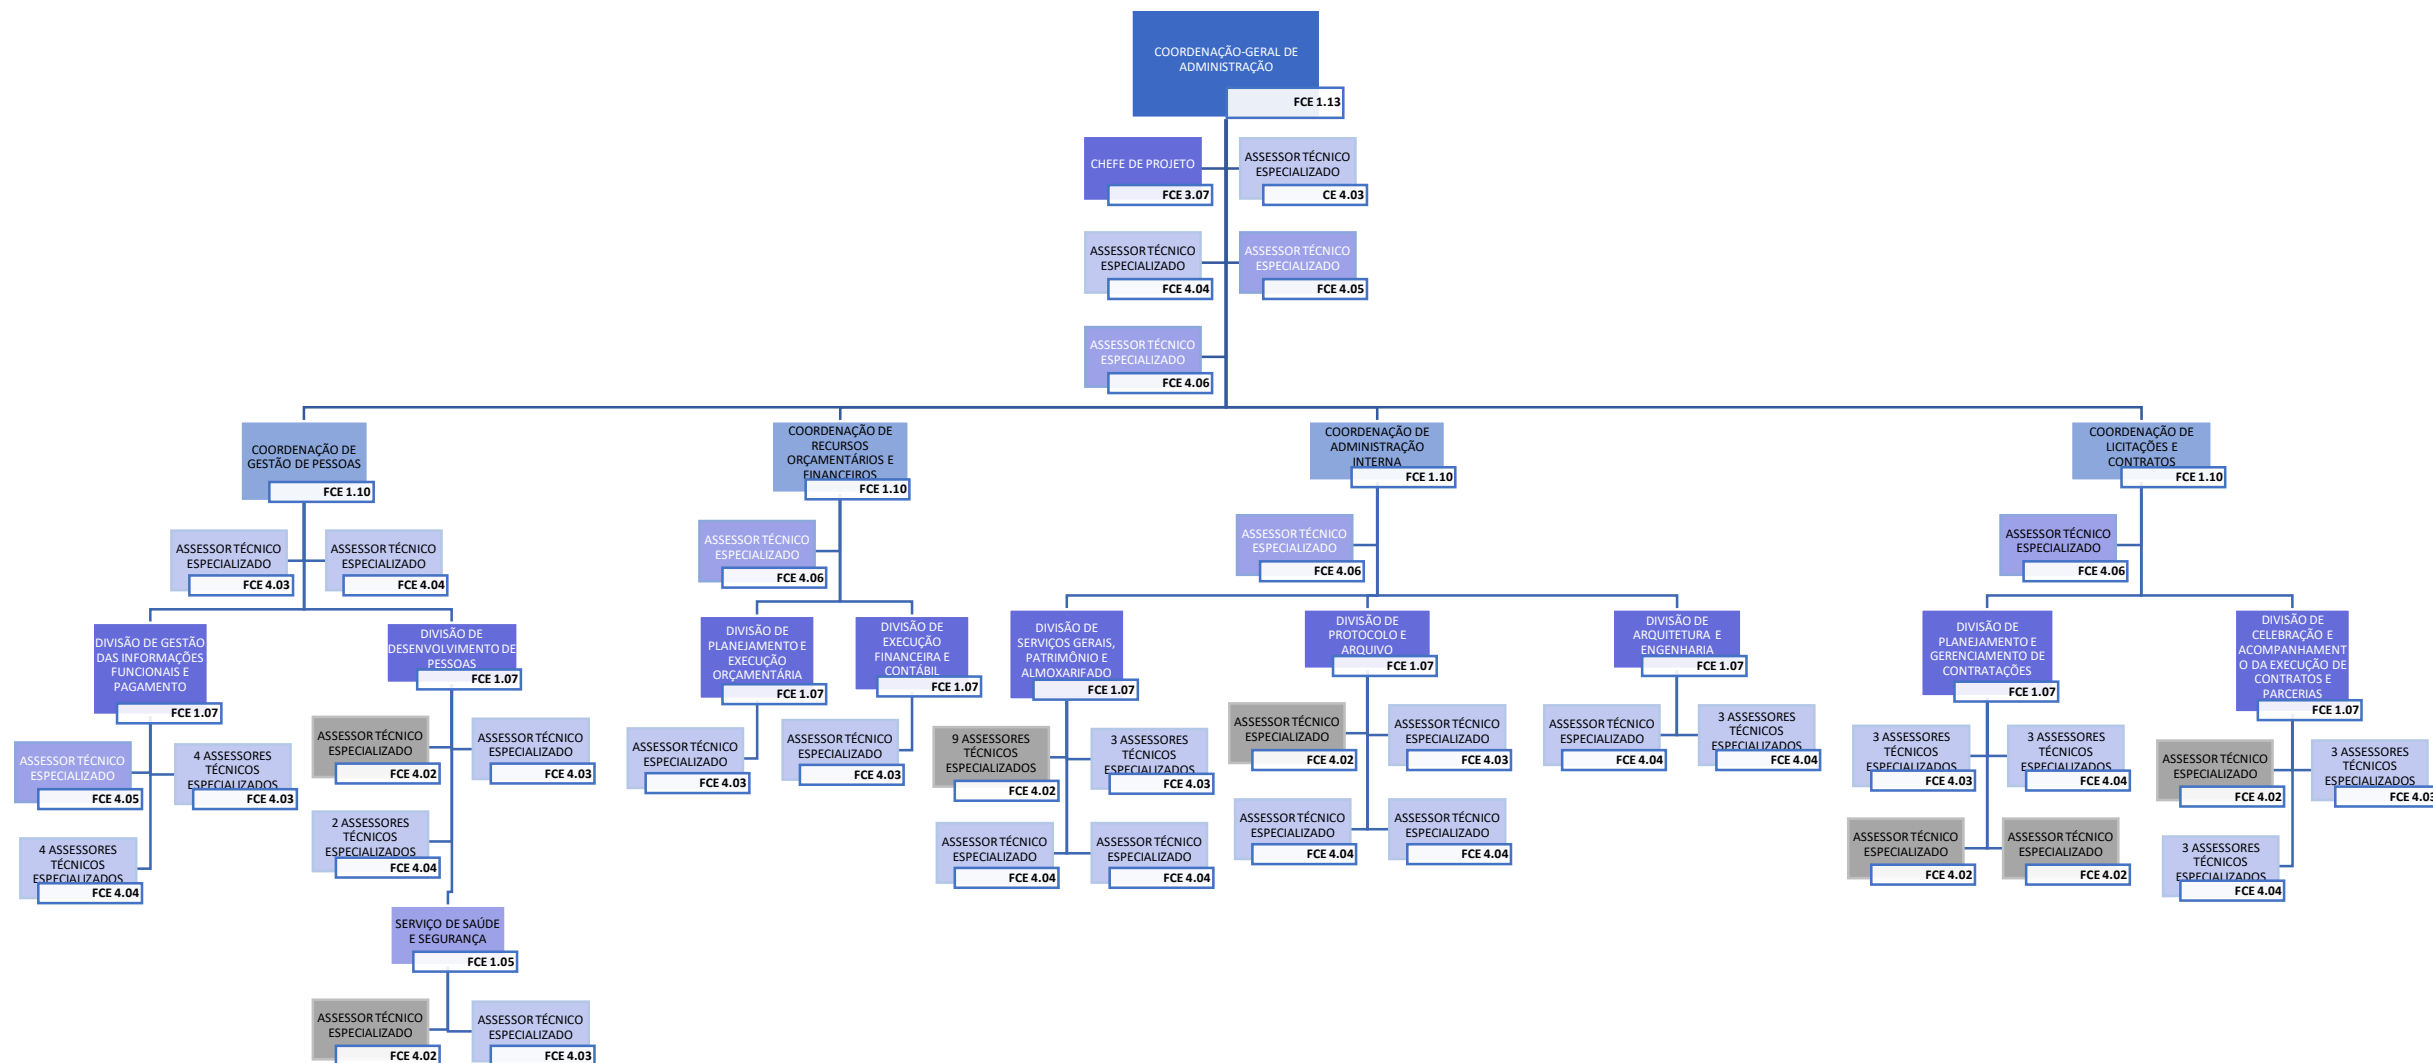 COORDENAÇÃO-GERAL DE
ADMINISTRAÇÃO
FCE 1.13
CHEFE DE PROJETO
FCE 3.07
ASSESSOR TÉCNICO
ESPECIALIZADO
CE 4.03
ASSESSOR TÉCNICO
ESPECIALIZADO
FCE 4.04
ASSESSOR TÉCNICO
ESPECIALIZADO
FCE 4.05
ASSESSOR TÉCNICO
ESPECIALIZADO
FCE 4.06
COORDENAÇÃO DE
GESTÃO DE PESSOAS
FCE 1.10
ASSESSOR TÉCNICO
ESPECIALIZADO
FCE 4.03
ASSESSOR TÉCNICO
ESPECIALIZADO
FCE 4.04
DIVISÃO DE GESTÃO
DAS INFORMAÇÕES
FUNCIONAIS E
PAGAMENTO
FCE 1.07
ASSESSOR TÉCNICO
ESPECIALIZADO
FCE 4.05
4 ASSESSORES
TÉCNICOS
ESPECIALIZADOS
FCE 4.03
4 ASSESSORES
TÉCNICOS
ESPECIALIZADOS
FCE 4.04
DIVISÃO DE
DESENVOLVIMENTO DE
PESSOAS
FCE 1.07
ASSESSOR TÉCNICO
ESPECIALIZADO
FCE 4.02
ASSESSOR TÉCNICO
ESPECIALIZADO
FCE 4.03
2 ASSESSORES
TÉCNICOS
ESPECIALIZADOS
FCE 4.04
SERVIÇO DE SAÚDE
E SEGURANÇA
FCE 1.05
ASSESSOR TÉCNICO
ESPECIALIZADO
FCE 4.02
ASSESSOR TÉCNICO
ESPECIALIZADO
FCE 4.03
COORDENAÇÃO DE
RECURSOS
ORÇAMENTÁRIOS E
FINANCEIROS
FCE 1.10
ASSESSOR TÉCNICO
ESPECIALIZADO
FCE 4.06
DIVISÃO DE
PLANEJAMENTO E
EXECUÇÃO
ORÇAMENTÁRIA
FCE 1.07
ASSESSOR TÉCNICO
ESPECIALIZADO
FCE 4.03
DIVISÃO DE
EXECUÇÃO
FINANCEIRA E
CONTÁBIL
FCE 1.07
ASSESSOR TÉCNICO
ESPECIALIZADO
FCE 4.03
COORDENAÇÃO DE
ADMINISTRAÇÃO
INTERNA
FCE 1.10
ASSESSOR TÉCNICO
ESPECIALIZADO
FCE 4.06
DIVISÃO DE
SERVIÇOS GERAIS,
PATRIMÔNIO E
ALMOXARIFADO
FCE 1.07
9 ASSESSORES
TÉCNICOS
ESPECIALIZADOS
FCE 4.02
3 ASSESSORES
TÉCNICOS
ESPECIALIZADOS
FCE 4.03
ASSESSOR TÉCNICO
ESPECIALIZADO
FCE 4.04
ASSESSOR TÉCNICO
ESPECIALIZADO
FCE 4.04
DIVISÃO DE
PROTOCOLO E
ARQUIVO
FCE 1.07
ASSESSOR TÉCNICO
ESPECIALIZADO
FCE 4.02
ASSESSOR TÉCNICO
ESPECIALIZADO
FCE 4.03
ASSESSOR TÉCNICO
ESPECIALIZADO
FCE 4.04
ASSESSOR TÉCNICO
ESPECIALIZADO
FCE 4.04
DIVISÃO DE
ARQUITETURA E
ENGENHARIA
FCE 1.07
ASSESSOR TÉCNICO
ESPECIALIZADO
FCE 4.04
3 ASSESSORES
TÉCNICOS
ESPECIALIZADOS
FCE 4.04
COORDENAÇÃO DE
LICITAÇÕES E
CONTRATOS
FCE 1.10
ASSESSOR TÉCNICO
ESPECIALIZADO
FCE 4.06
DIVISÃO DE
PLANEJAMENTO E
GERENCIAMENTO DE
CONTRATAÇÕES
FCE 1.07
3 ASSESSORES
TÉCNICOS
ESPECIALIZADOS
FCE 4.03
3 ASSESSORES
TÉCNICOS
ESPECIALIZADOS
FCE 4.04
ASSESSOR TÉCNICO
ESPECIALIZADO
FCE 4.02
ASSESSOR TÉCNICO
ESPECIALIZADO
FCE 4.02
DIVISÃO DE
CELEBRAÇÃO E
ACOMPANHAMENT
O DA EXECUÇÃO DE
CONTRATOS E
PARCERIAS
FCE 1.07
ASSESSOR TÉCNICO
ESPECIALIZADO
FCE 4.02
3 ASSESSORES
TÉCNICOS
ESPECIALIZADOS
FCE 4.03
3 ASSESSORES
TÉCNICOS
ESPECIALIZADOS
FCE 4.04